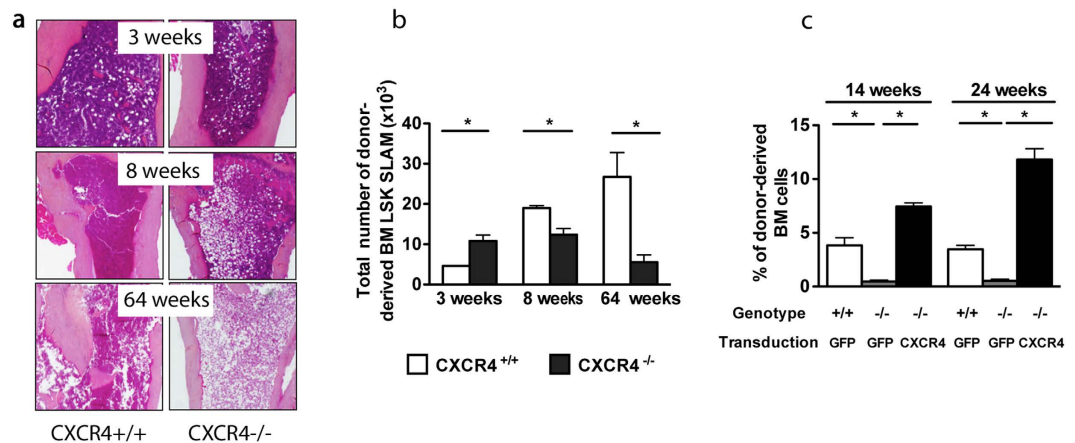 a
3 weeks
8 weeks
64 weeks
CXCR4+/+ CXCR4-/-
b
Total number of donor-
derived BM LSK SLAM (x10³)
40
30
20
10
0
* * *
3 weeks 8 weeks 64 weeks
CXCR4 +/+ CXCR4 -/-
c
14 weeks 24 weeks
* * * *
% of donor-derived
BM cells
15
10
5
0
Genotype +/+ -/- -/- +/+ -/- -/-
Transduction GFP GFP CXCR4 GFP GFP CXCR4